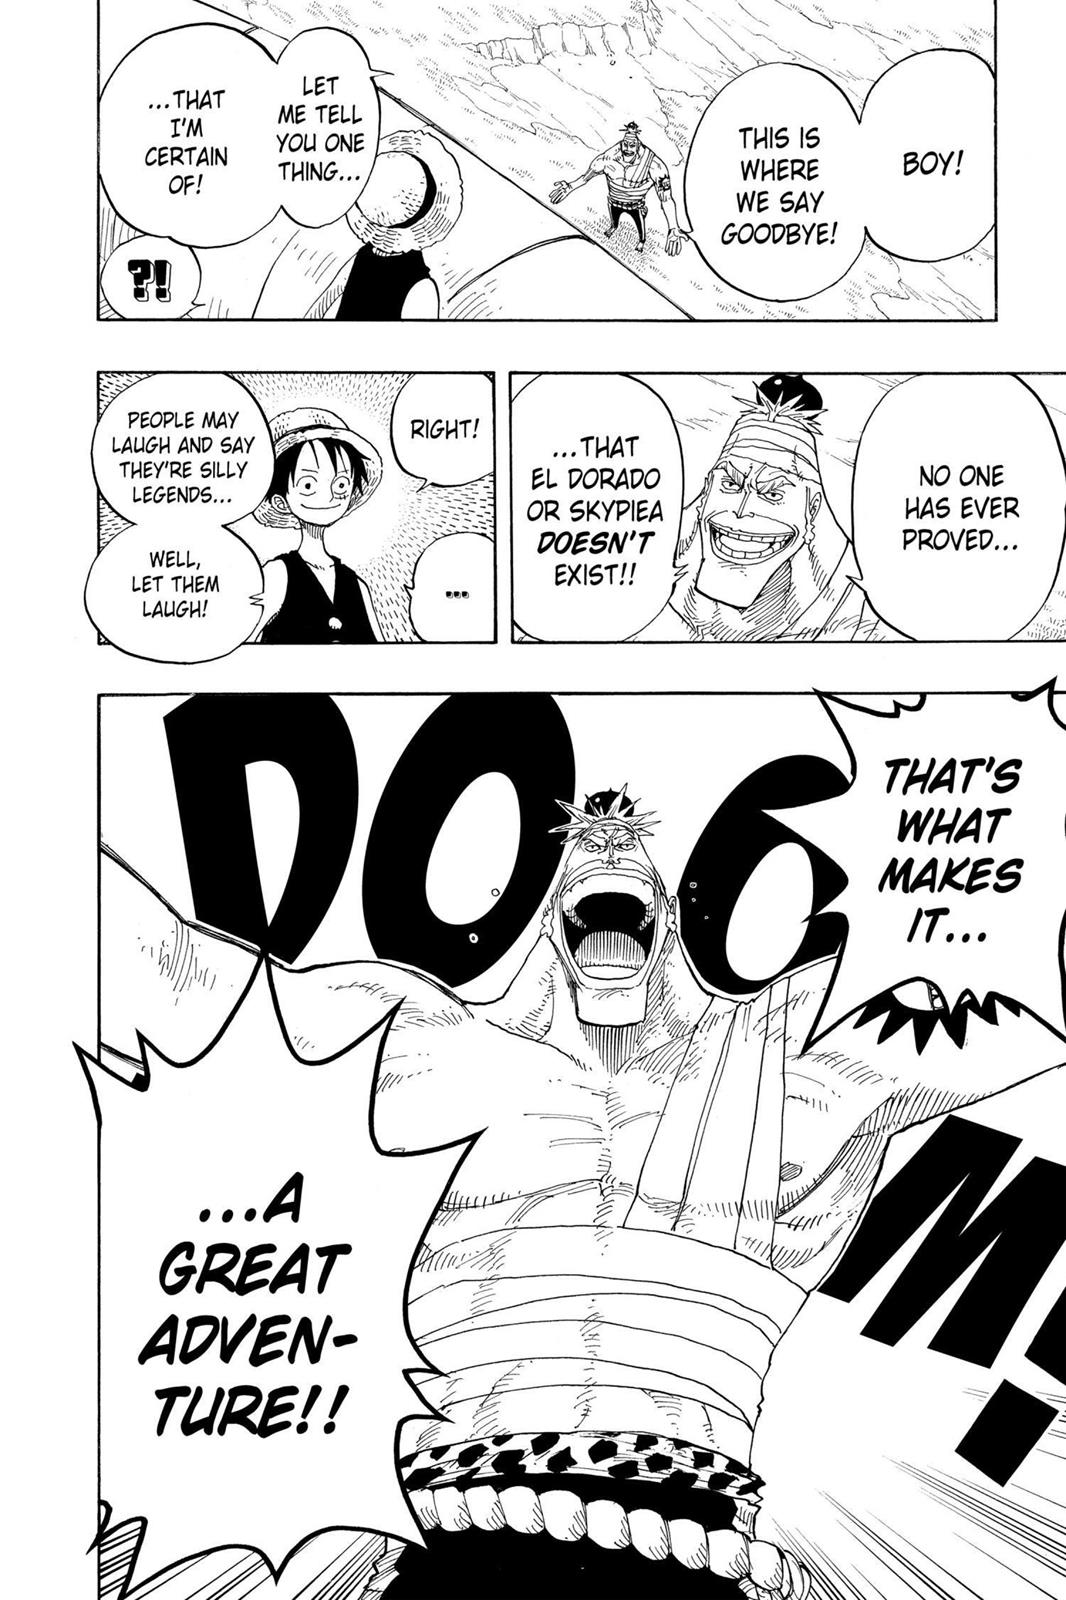 BOY!
THIS IS
WHERE
WE SAY
GOODBYE!
LET
ME TELL
YOU ONE
THING...
...THAT
I'M
CERTAIN
OF!
?!
NO ONE
HAS EVER
PROVED...
...THAT
EL DORADO
OR SKYPIEA
DOESN'T
EXIST!!
RIGHT!
...
PEOPLE MAY
LAUGH AND SAY
THEY'RE SILLY
LEGENDS...
WELL,
LET THEM
LAUGH!
THAT'S
WHAT
MAKES
IT...
DOOM!!
...A
GREAT
ADVEN-
TURE!!